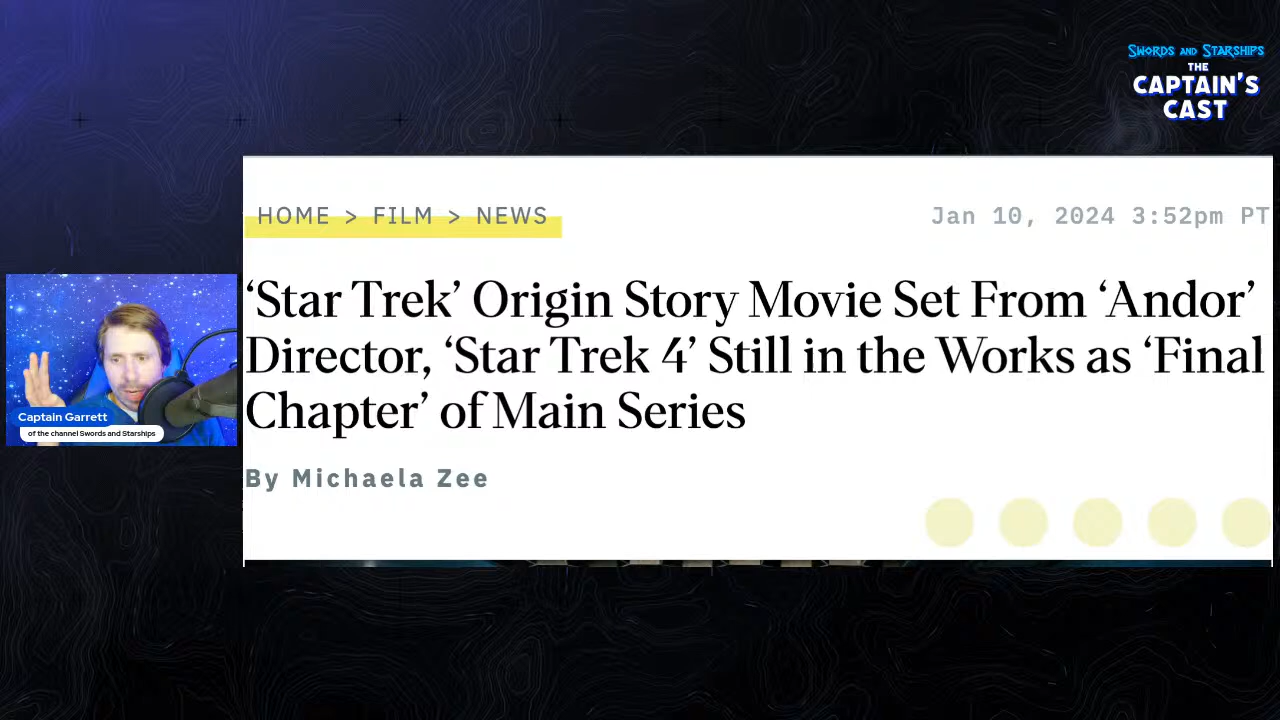 Swords and Starships
THE
CAPTAIN'S
CAST
HOME > FILM > NEWS
Jan 10, 2024 3:52pm PT
‘Star Trek’ Origin Story Movie Set From ‘Andor’
Director, ‘Star Trek 4’ Still in the Works as ‘Final
Chapter’ of Main Series
By Michaela Zee
Captain Garrett
of the channel Swords and Starships